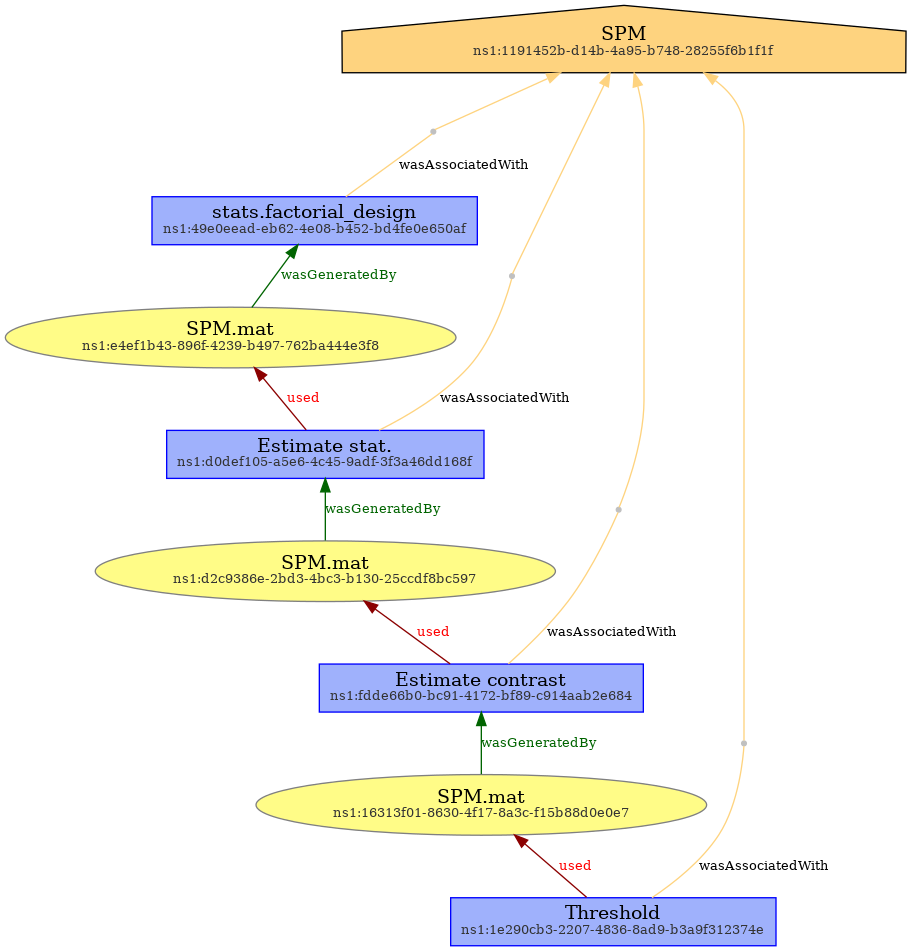 SPM
ns1:1191452b-d14b-4a95-b748-28255f6b1f1f
wasAssociatedWith
stats.factorial_design
ns1:49e0eead-eb62-4e08-b452-bd4fe0e650af
wasGeneratedBy
SPM.mat
ns1:e4ef1b43-896f-4239-b497-762ba444e3f8
used
wasAssociatedWith
Estimate stat.
ns1:d0def105-a5e6-4c45-9adf-3f3a46dd168f
wasGeneratedBy
SPM.mat
ns1:d2c9386e-2bd3-4bc3-b130-25ccdf8bc597
used
wasAssociatedWith
Estimate contrast
ns1:fdde66b0-bc91-4172-bf89-c914aab2e684
wasGeneratedBy
SPM.mat
ns1:16313f01-8630-4f17-8a3c-f15b88d0e0e7
used
wasAssociatedWith
Threshold
ns1:1e290cb3-2207-4836-8ad9-b3a9f312374e